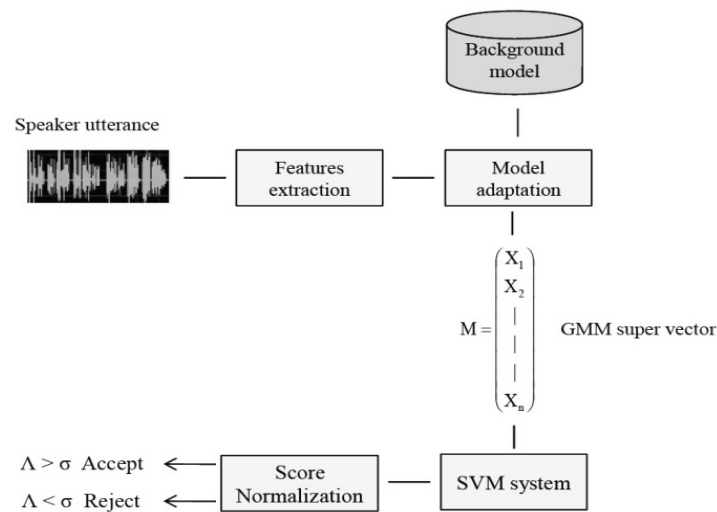 Background
model
Speaker utterance
Features
extraction
Model
adaptation
X1
X2
M =
GMM super vector
Xn
Λ > σ Accept
Λ < σ Reject
Score
Normalization
SVM system